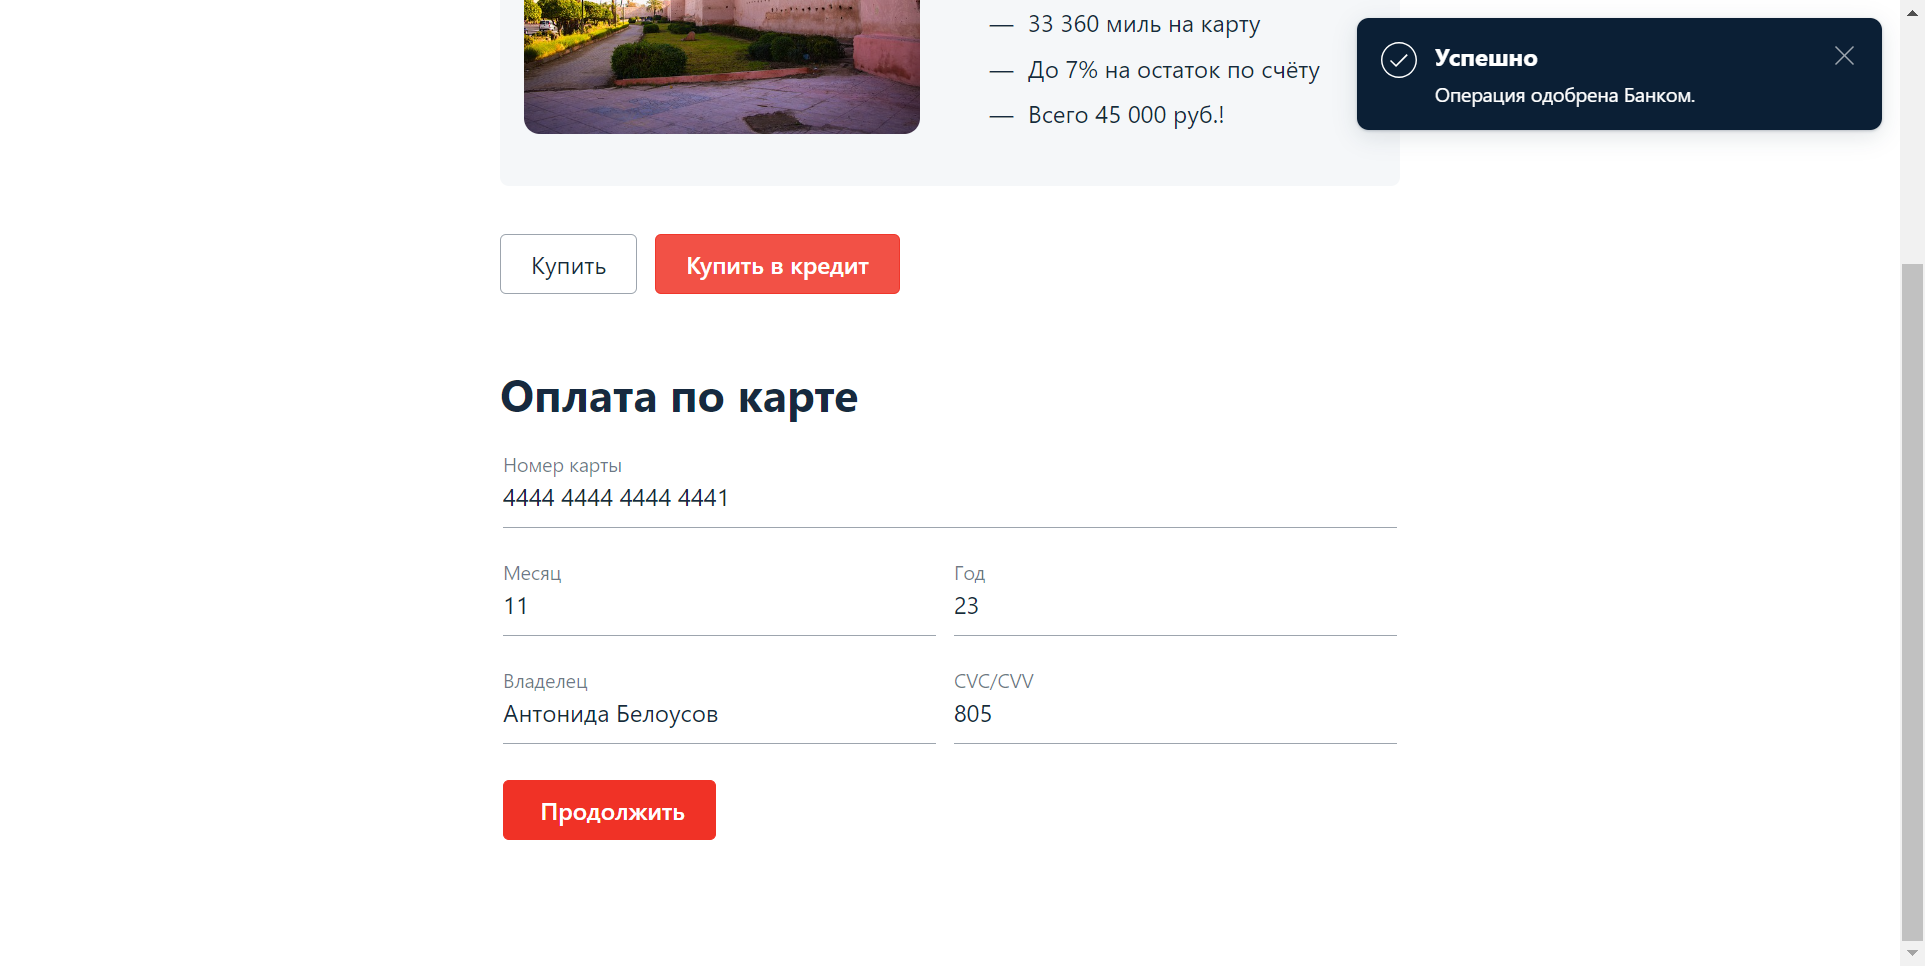 — 33 360 миль на карту
— До 7% на остаток по счёту
— Всего 45 000 руб.!
Успешно
Операция одобрена Банком.
Купить
Купить в кредит
Оплата по карте
Номер карты
4444 4444 4444 4441
Месяц
Год
11
23
Владелец
CVC/CVV
Антонида Белоусов
805
Продолжить